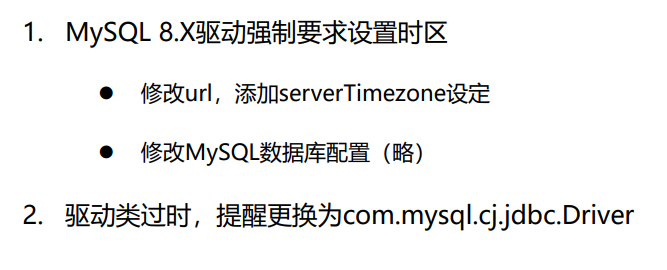 1. MySQL 8.X驱动强制要求设置时区
● 修改url，添加serverTimezone设定
● 修改MySQL数据库配置（略）
2. 驱动类过时，提醒更换为com.mysql.cj.jdbc.Driver